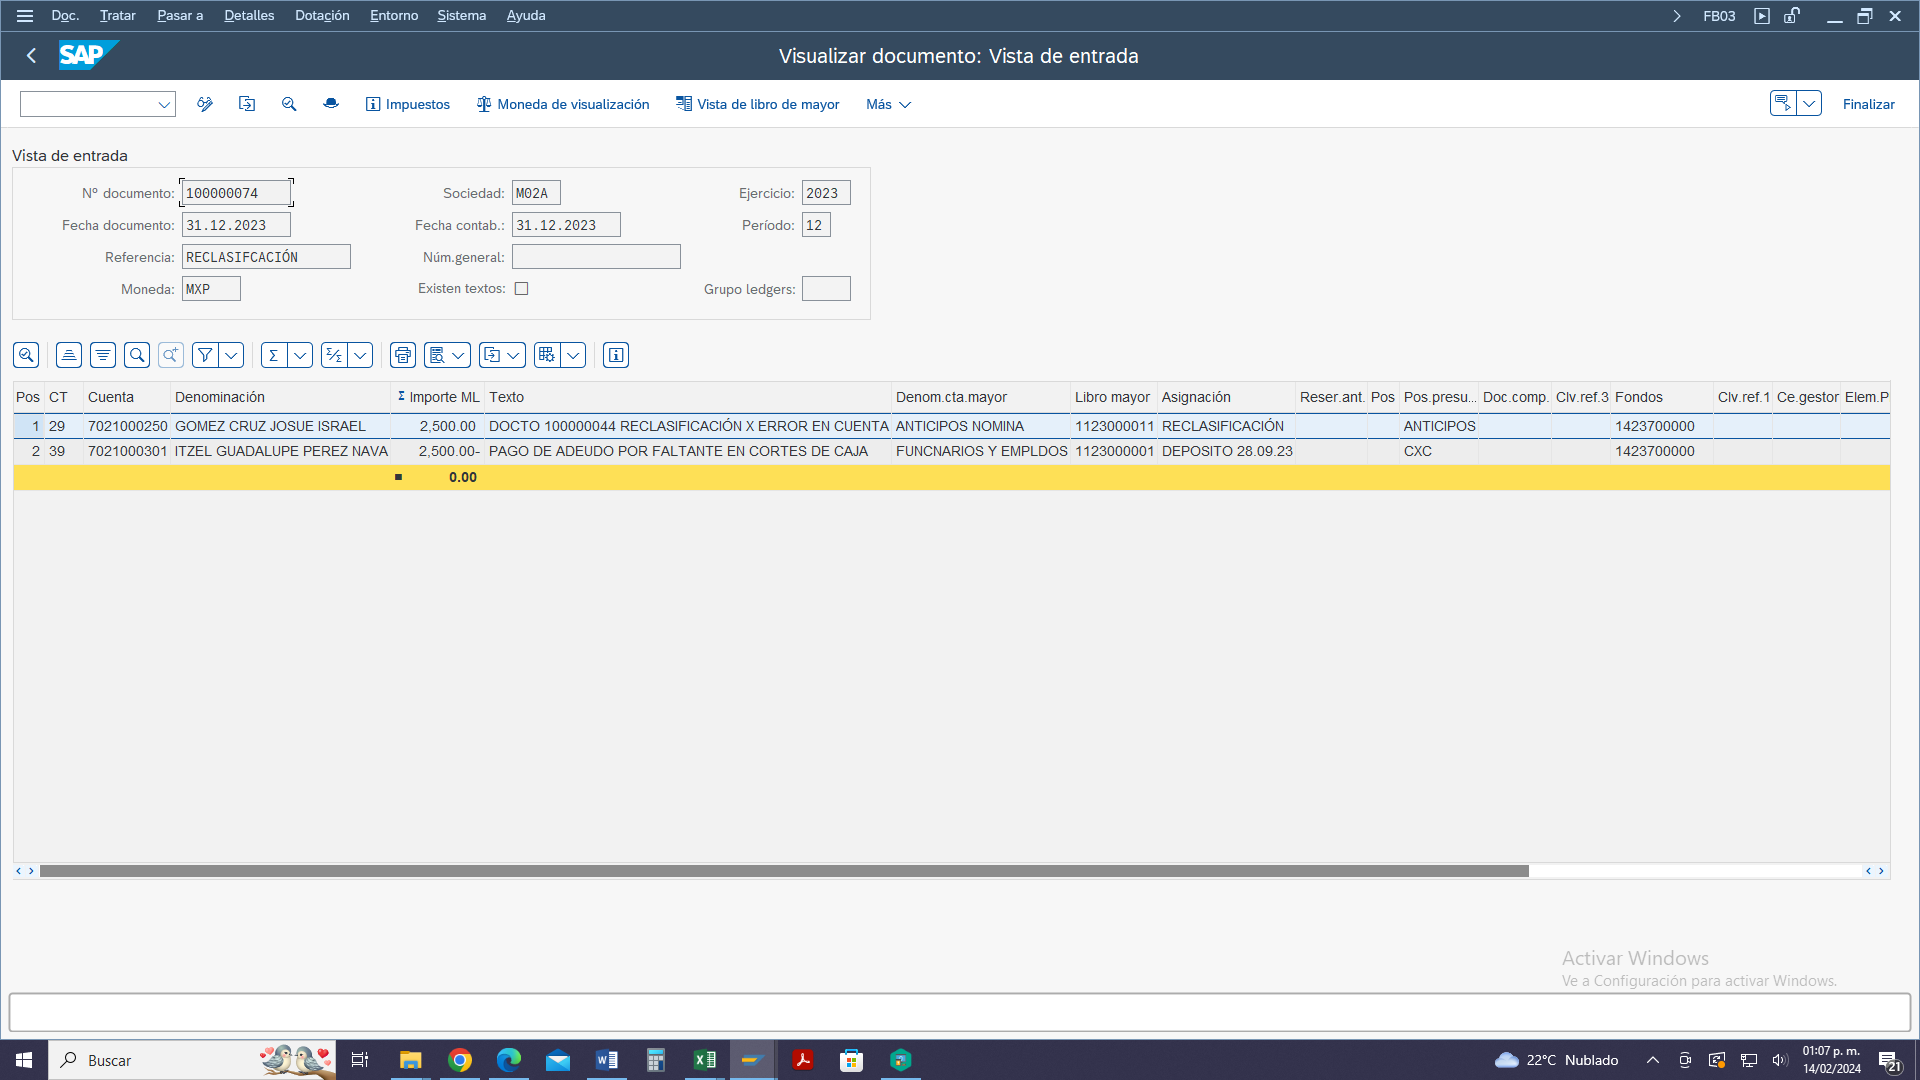 Doc. Tratar Pasar a Detalles Dotación Entorno Sistema Ayuda FB03
SAP Visualizar documento: Vista de entrada
Impuestos Moneda de visualización Vista de libro de mayor Más Finalizar
Vista de entrada
Nº documento: 100000074 Sociedad: M02A Ejercicio: 2023
Fecha documento: 31.12.2023 Fecha contab.: 31.12.2023 Período: 12
Referencia: RECLASIFCACIÓN Núm.general:
Moneda: MXP Existen textos: Grupo ledgers:
Pos CT Cuenta Denominación Σ Importe ML Texto Denom.cta.mayor Libro mayor Asignación Reser.ant. Pos Pos.presu... Doc.comp. Clv.ref.3 Fondos Clv.ref.1 Ce.gestor Elem.P
1 29 7021000250 GOMEZ CRUZ JOSUE ISRAEL 2,500.00 DOCTO 100000044 RECLASIFICACIÓN X ERROR EN CUENTA ANTICIPOS NOMINA 1123000011 RECLASIFICACIÓN ANTICIPOS 1423700000
2 39 7021000301 ITZEL GUADALUPE PEREZ NAVA 2,500.00- PAGO DE ADEUDO POR FALTANTE EN CORTES DE CAJA FUNCNARIOS Y EMPLDOS 1123000001 DEPOSITO 28.09.23 CXC 1423700000
0.00
Activar Windows
Ve a Configuración para activar Windows.
Buscar 22°C Nublado 01:07 p. m.
14/02/2024 21